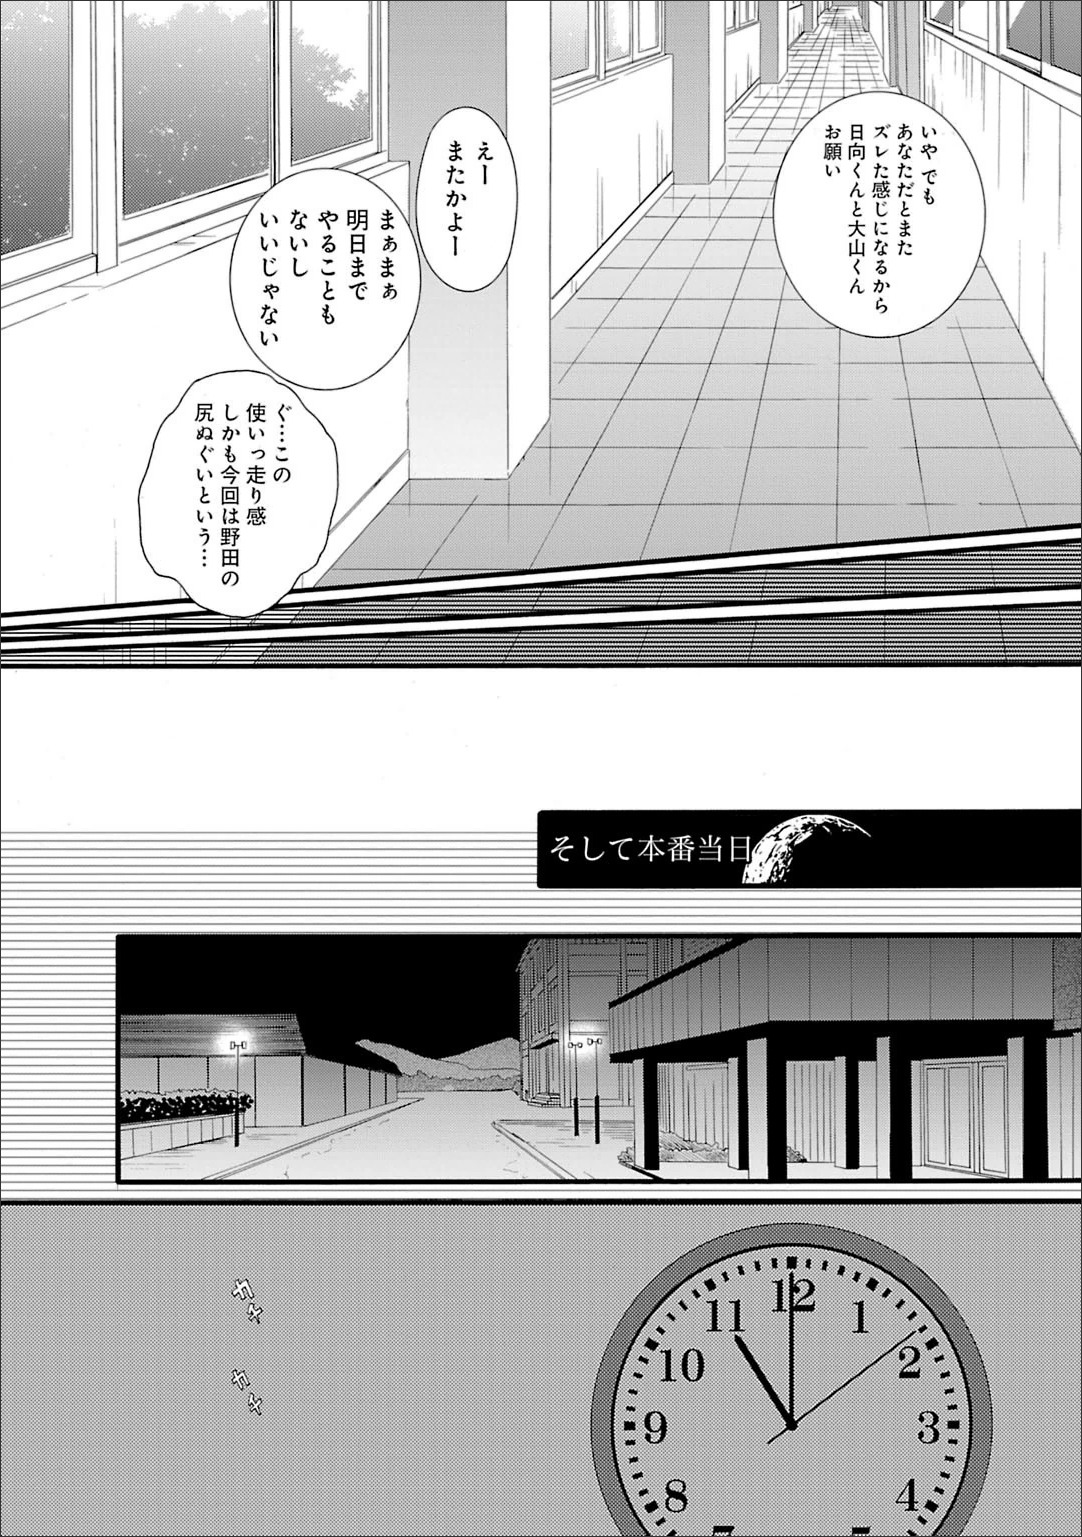 いや でも
あなただとまた
ズレた感じになるから
日向くんと大山くん
お願い
えー
またかよー
まぁまぁ
明日まで
やることも
ないし
いいじゃない
ぐ…この
使いっ走り感
しかも今回は野田の
尻ぬぐいという…
そして本番当日
カチ
カチ
12
11
1
10
2
9
3
8
4
7
5